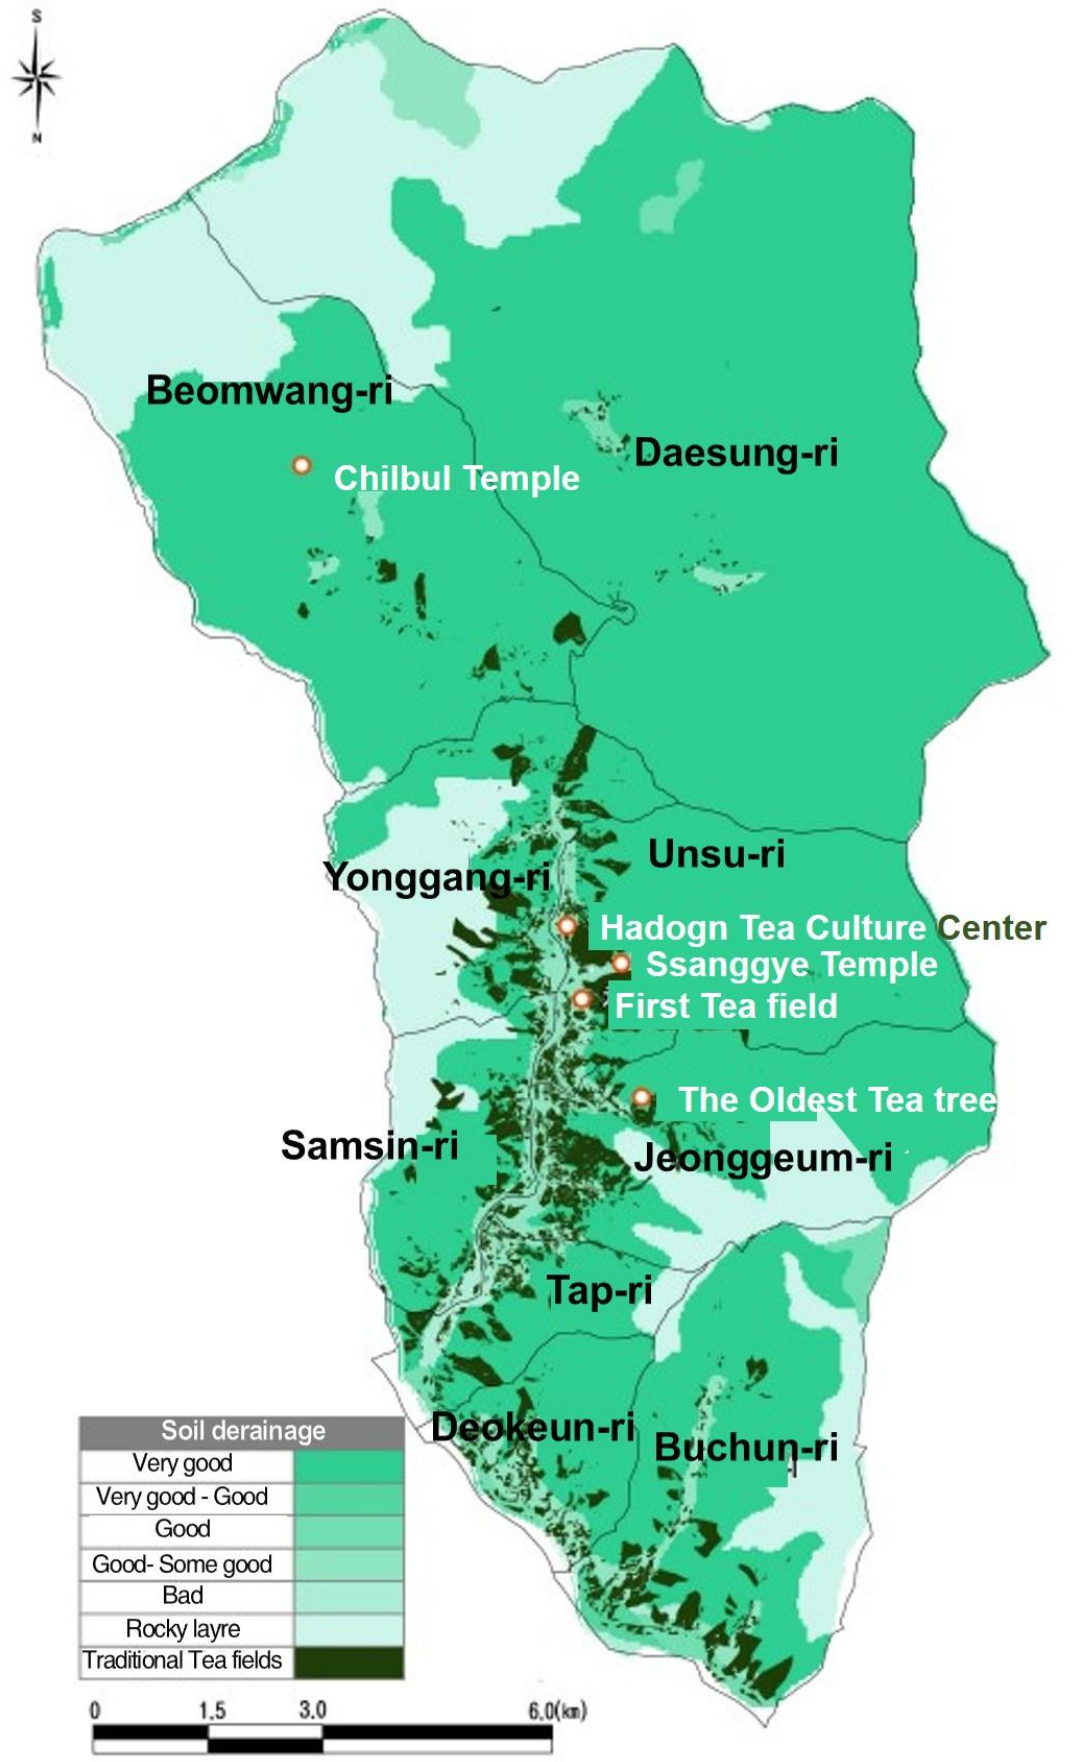 S
N
Beomwang-ri
Daesung-ri
Chilbul Temple
Unsu-ri
Yonggang-ri
Hadogn Tea Culture Center
Ssanggye Temple
First Tea field
The Oldest Tea tree
Samsin-ri
Jeonggeum-ri
Tap-ri
Deokeun-ri
Buchun-ri
Soil derainage
Very good
Very good - Good
Good
Good- Some good
Bad
Rocky layre
Traditional Tea fields
0 1.5 3.0 6.0(km)